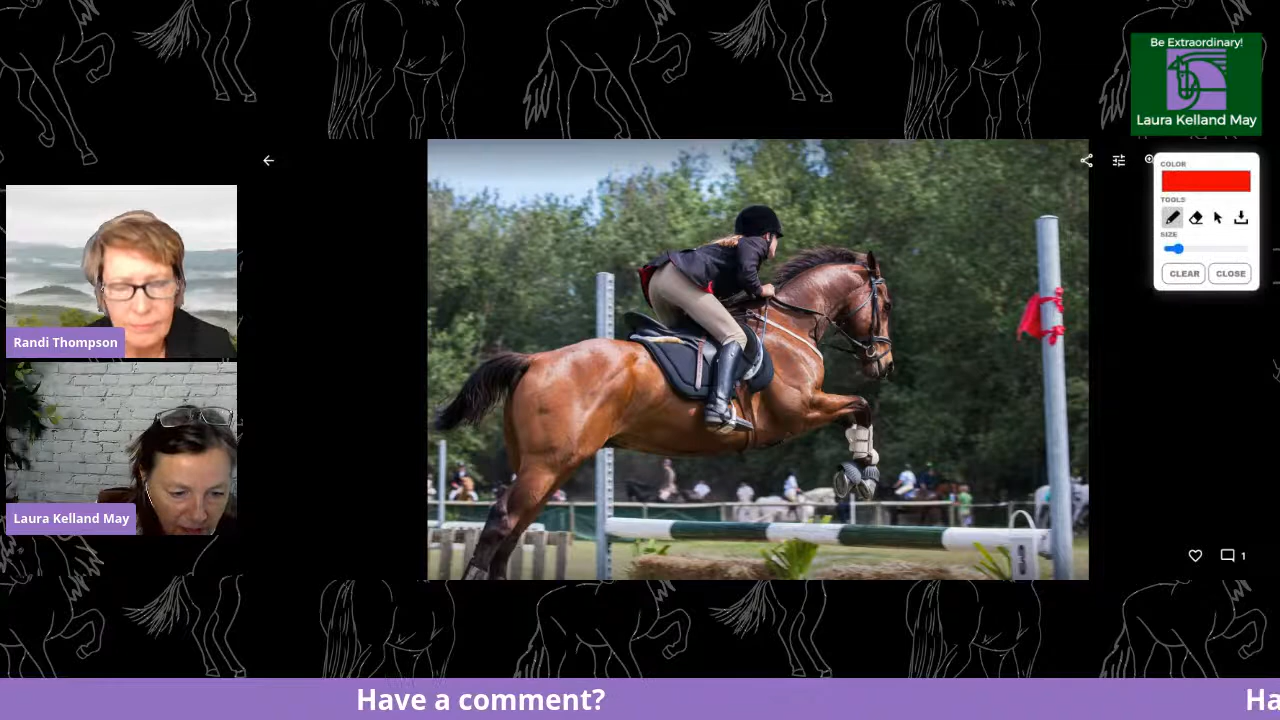 Be Extraordinary!
Laura Kelland May
COLOR
TOOLS
SIZE
CLEAR
CLOSE
Randi Thompson
Laura Kelland May
1
Have a comment?
Ha